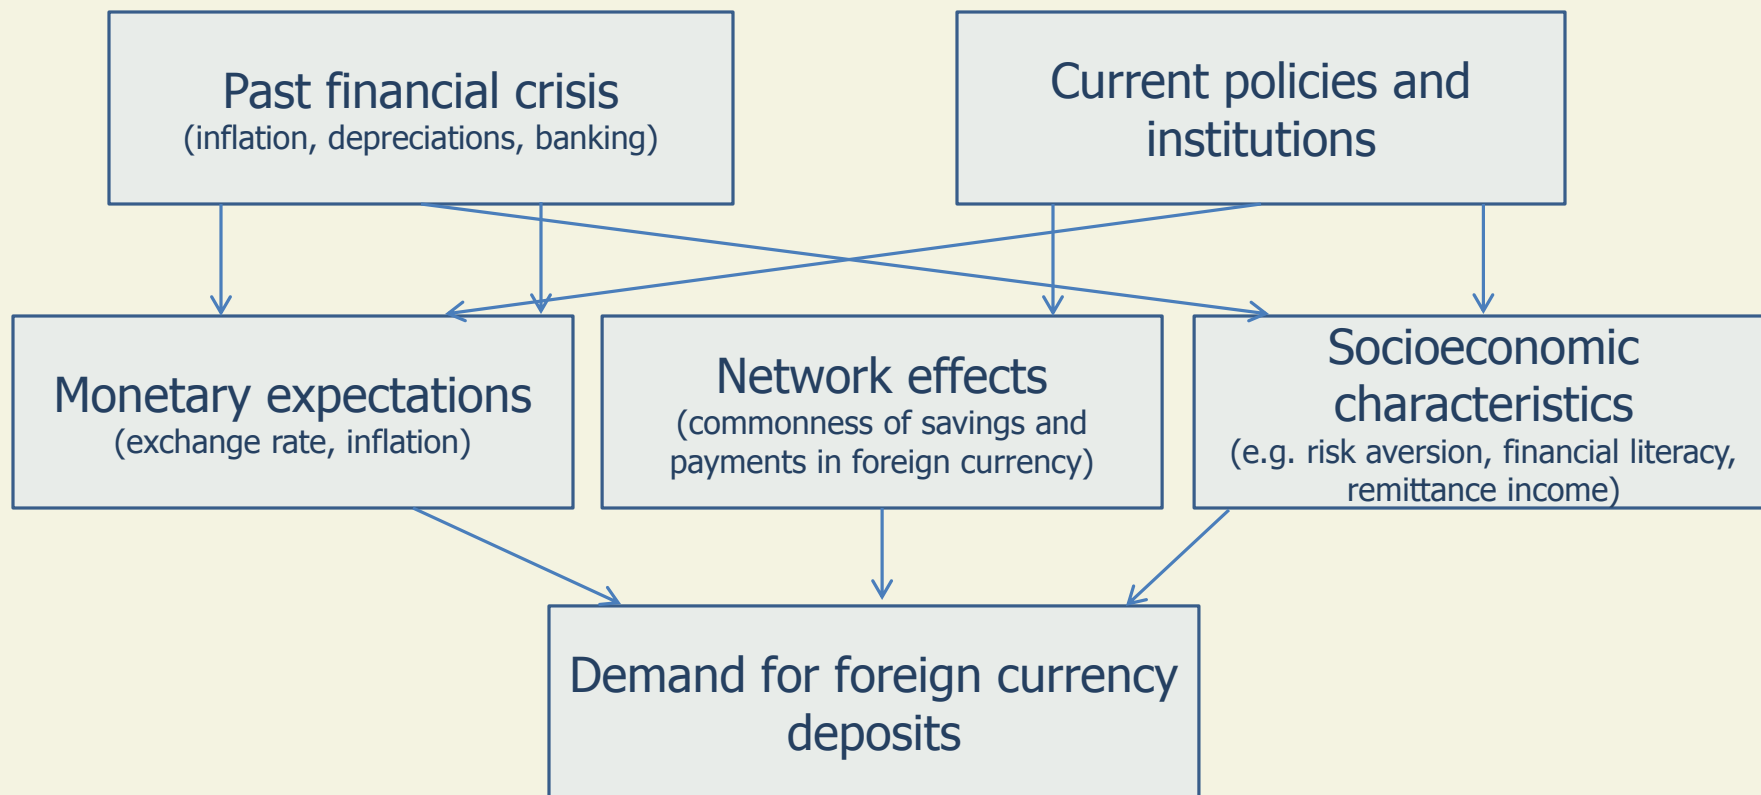 Past financial crisis
(inflation, depreciations, banking)
Current policies and
institutions
Monetary expectations
(exchange rate, inflation)
Network effects
(commonness of savings and
payments in foreign currency)
Socioeconomic
characteristics
(e.g. risk aversion, financial literacy,
remittance income)
Demand for foreign currency
deposits